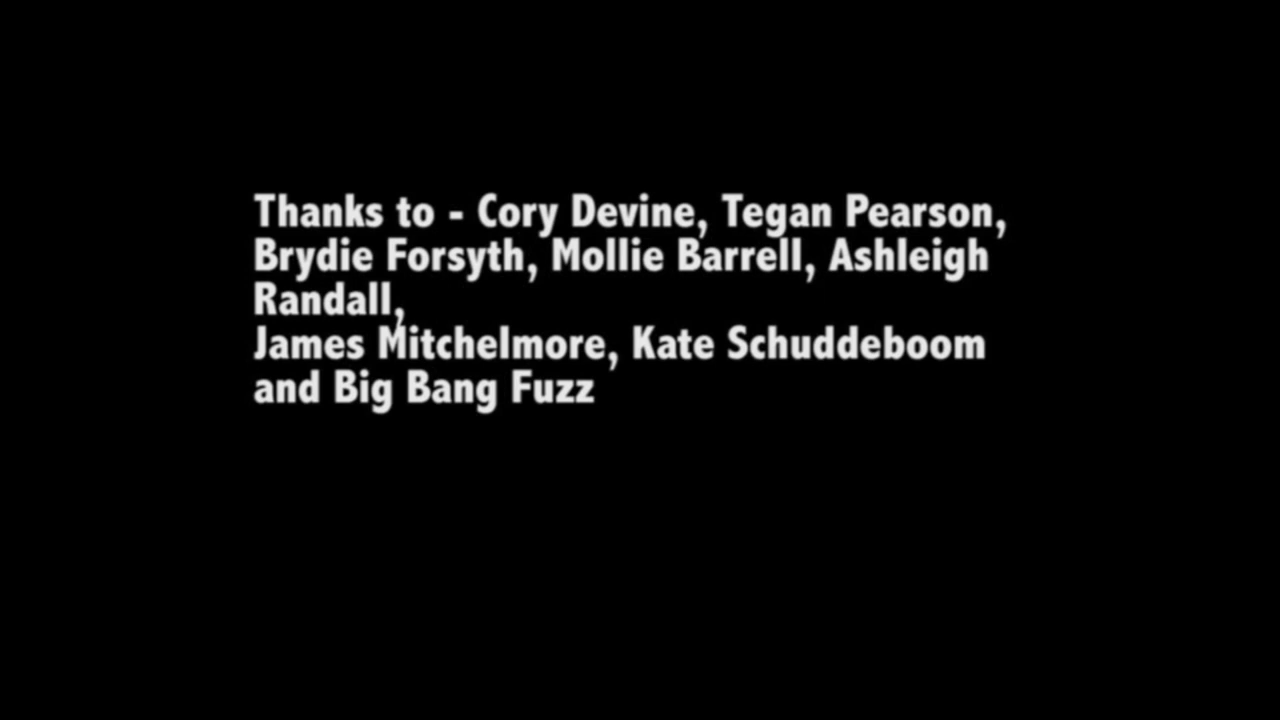 Thanks to - Cory Devine, Tegan Pearson,
Brydie Forsyth, Mollie Barrell, Ashleigh
Randall,
James Mitchelmore, Kate Schuddeboom
and Big Bang Fuzz